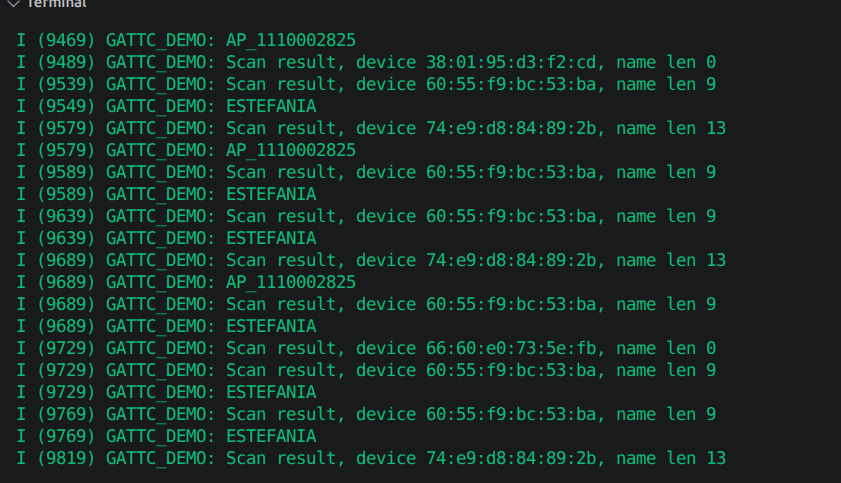 Terminal
I (9469) GATTC_DEMO: AP_1110002825
I (9489) GATTC_DEMO: Scan result, device 38:01:95:d3:f2:cd, name len 0
I (9539) GATTC_DEMO: Scan result, device 60:55:f9:bc:53:ba, name len 9
I (9549) GATTC_DEMO: ESTEFANIA
I (9579) GATTC_DEMO: Scan result, device 74:e9:d8:84:89:2b, name len 13
I (9579) GATTC_DEMO: AP_1110002825
I (9589) GATTC_DEMO: Scan result, device 60:55:f9:bc:53:ba, name len 9
I (9589) GATTC_DEMO: ESTEFANIA
I (9639) GATTC_DEMO: Scan result, device 60:55:f9:bc:53:ba, name len 9
I (9639) GATTC_DEMO: ESTEFANIA
I (9689) GATTC_DEMO: Scan result, device 74:e9:d8:84:89:2b, name len 13
I (9689) GATTC_DEMO: AP_1110002825
I (9689) GATTC_DEMO: Scan result, device 60:55:f9:bc:53:ba, name len 9
I (9689) GATTC_DEMO: ESTEFANIA
I (9729) GATTC_DEMO: Scan result, device 66:60:e0:73:5e:fb, name len 0
I (9729) GATTC_DEMO: Scan result, device 60:55:f9:bc:53:ba, name len 9
I (9729) GATTC_DEMO: ESTEFANIA
I (9769) GATTC_DEMO: Scan result, device 60:55:f9:bc:53:ba, name len 9
I (9769) GATTC_DEMO: ESTEFANIA
I (9819) GATTC_DEMO: Scan result, device 74:e9:d8:84:89:2b, name len 13